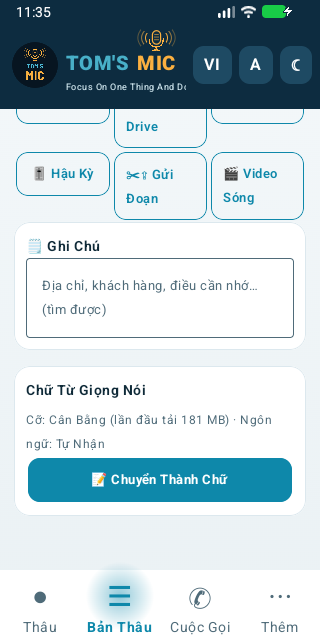 11:35
TOM'S MIC
TOM'S MIC
Focus On One Thing And Do
VI
A
Drive
🎚️ Hậu Kỳ
✂️⇪ Gửi
Đoạn
🎬 Video
Sóng
🗒️ Ghi Chú
Địa chỉ, khách hàng, điều cần nhớ…
(tìm được)
Chữ Từ Giọng Nói
Cỡ: Cân Bằng (lần đầu tải 181 MB) · Ngôn
ngữ: Tự Nhận
📝 Chuyển Thành Chữ
Thâu
Bản Thâu
Cuộc Gọi
Thêm